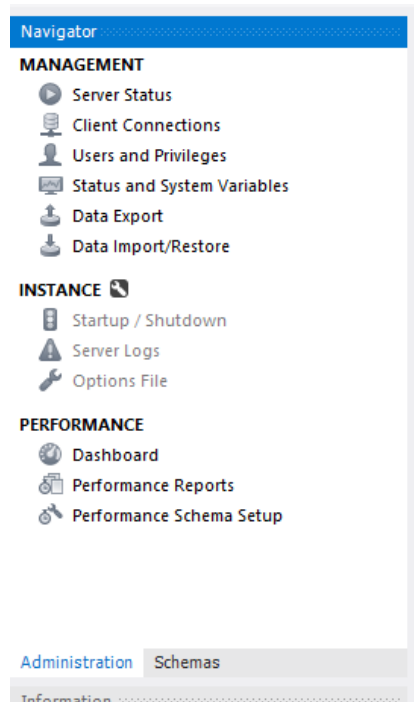 Navigator
MANAGEMENT
Server Status
Client Connections
Users and Privileges
Status and System Variables
Data Export
Data Import/Restore
INSTANCE
Startup / Shutdown
Server Logs
Options File
PERFORMANCE
Dashboard
Performance Reports
Performance Schema Setup
Administration Schemas
Information